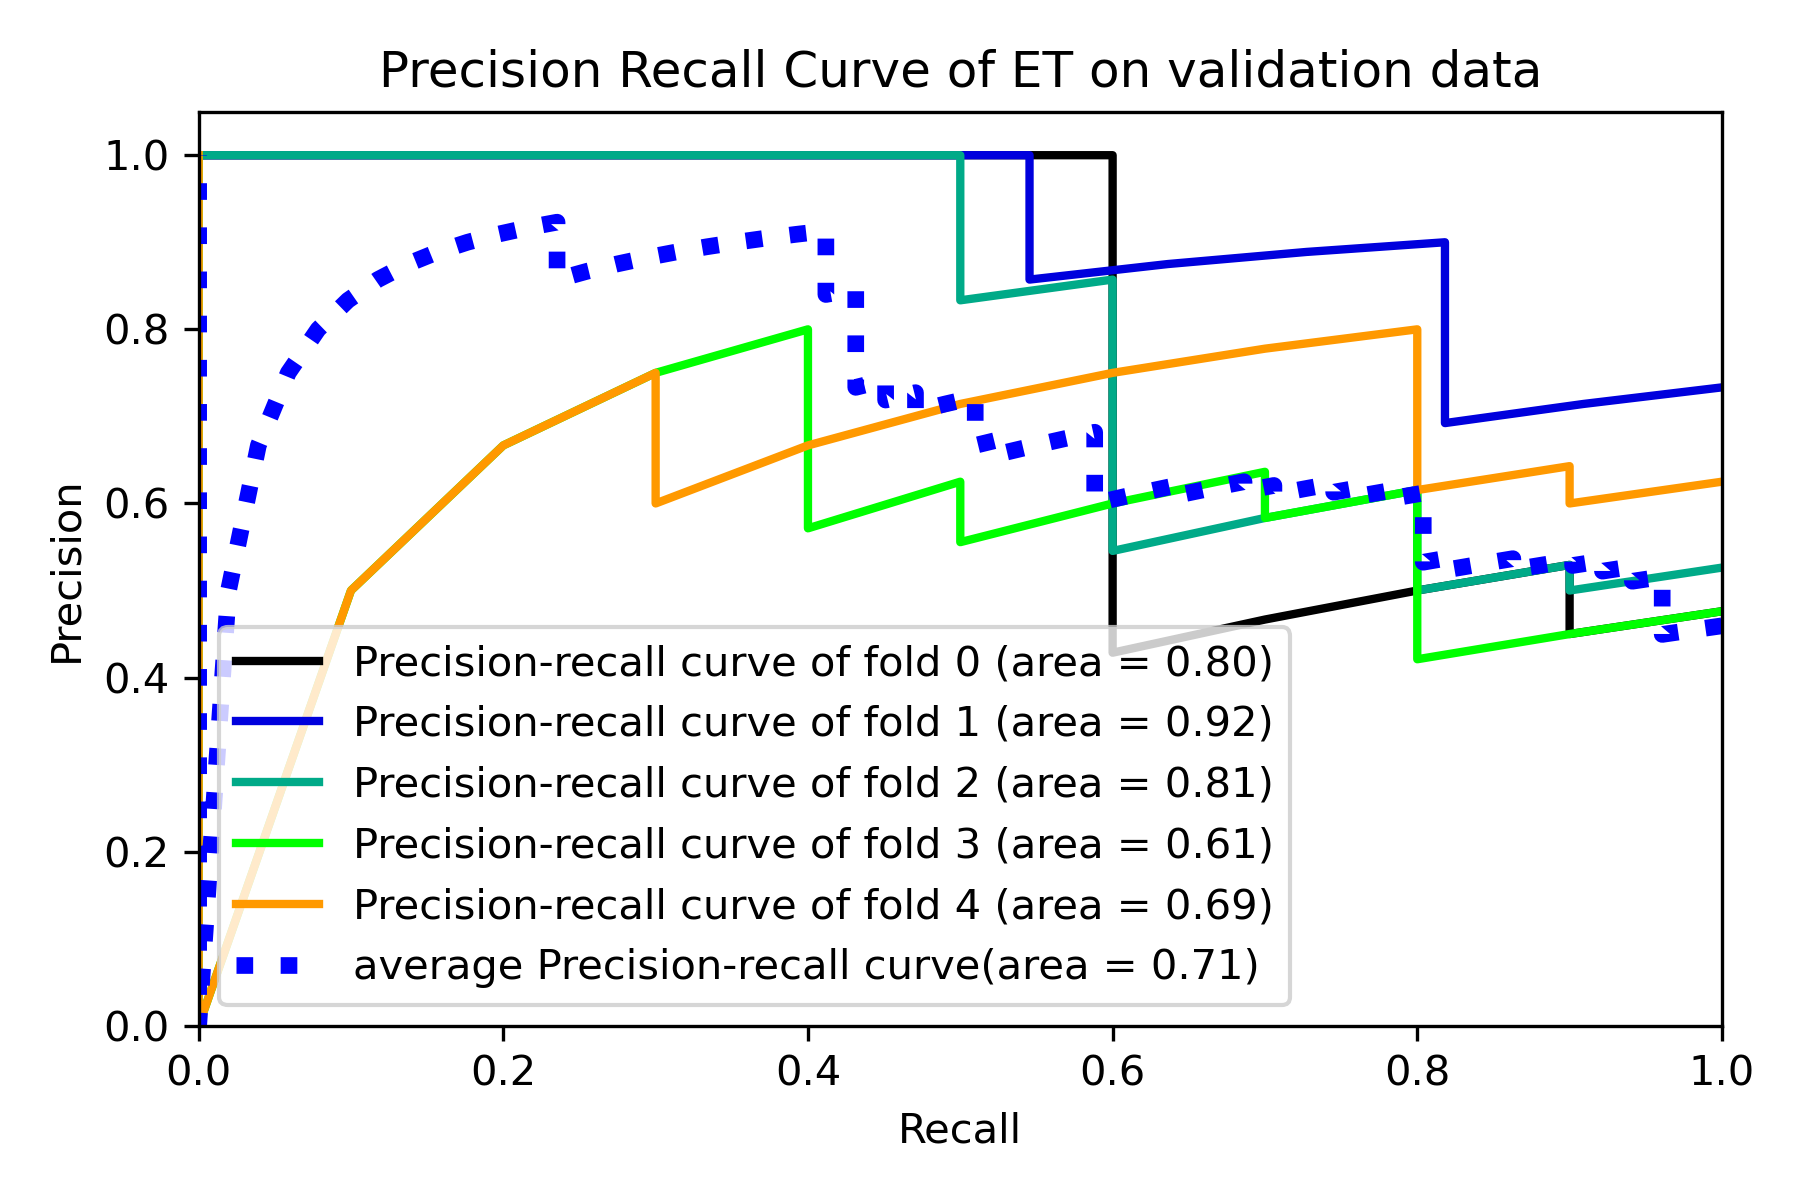 Precision Recall Curve of ET on validation data
1.0
0.8
0.6
0.4
0.2
0.0
Precision
Precision-recall curve of fold 0 (area = 0.80)
Precision-recall curve of fold 1 (area = 0.92)
Precision-recall curve of fold 2 (area = 0.81)
Precision-recall curve of fold 3 (area = 0.61)
Precision-recall curve of fold 4 (area = 0.69)
average Precision-recall curve(area = 0.71)
0.0 0.2 0.4 0.6 0.8 1.0
Recall